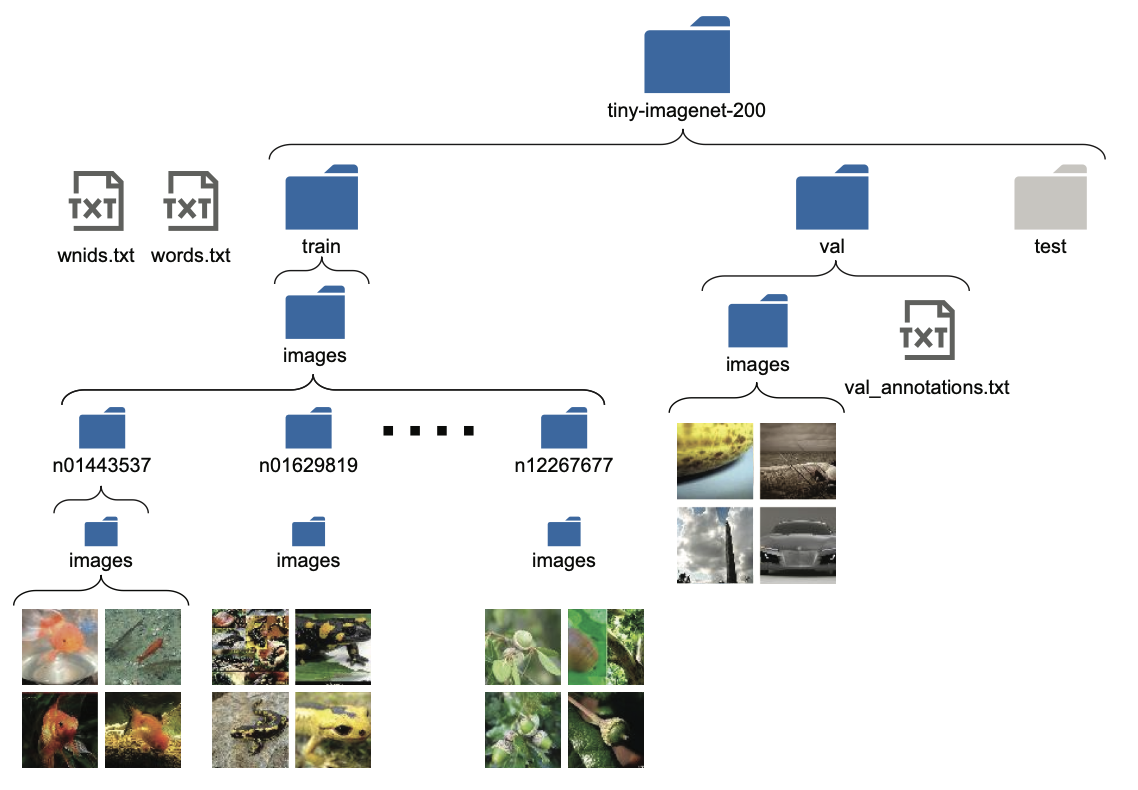 tiny-imagenet-200
TXT
TXT
wnids.txt
words.txt
train
val
test
images
images
TXT
val_annotations.txt
n01443537
n01629819
n12267677
images
images
images